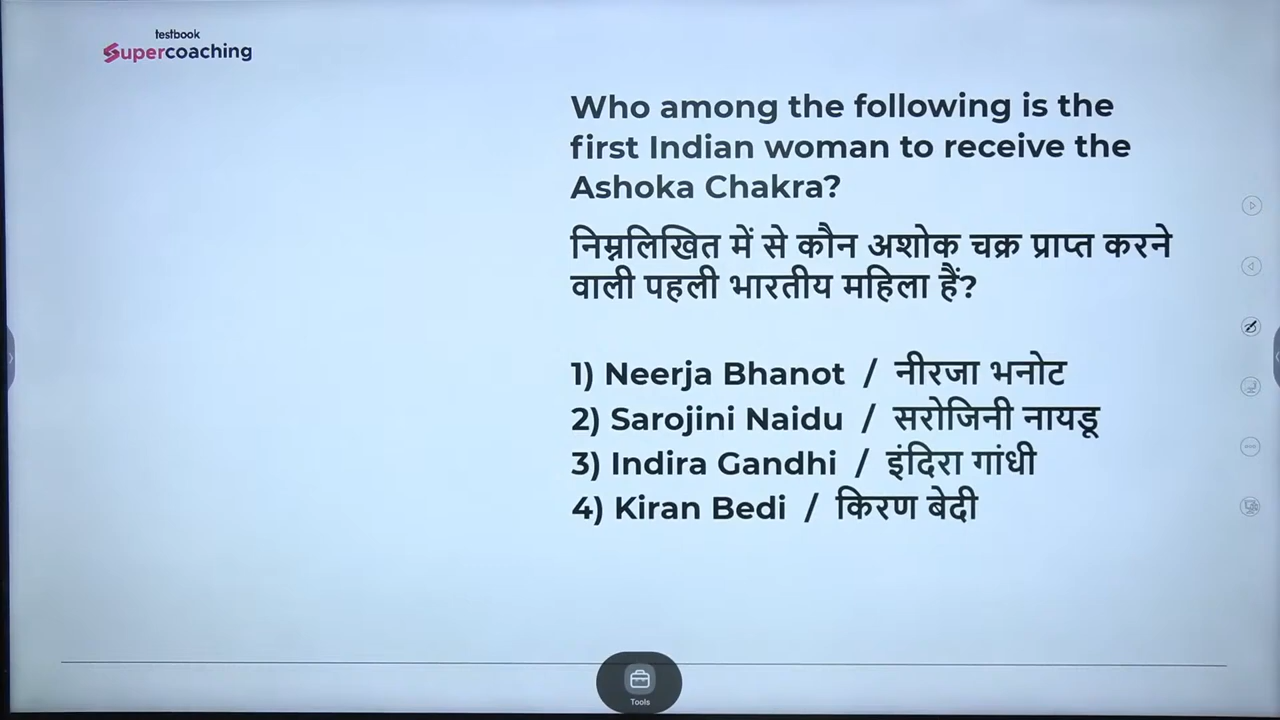 testbook
Supercoaching
Who among the following is the
first Indian woman to receive the
Ashoka Chakra?
निम्नलिखित में से कौन अशोक चक्र प्राप्त करने
वाली पहली भारतीय महिला हैं?
1) Neerja Bhanot / नीरजा भनोट
2) Sarojini Naidu / सरोजिनी नायडू
3) Indira Gandhi / इंदिरा गांधी
4) Kiran Bedi / किरण बेदी
Tools